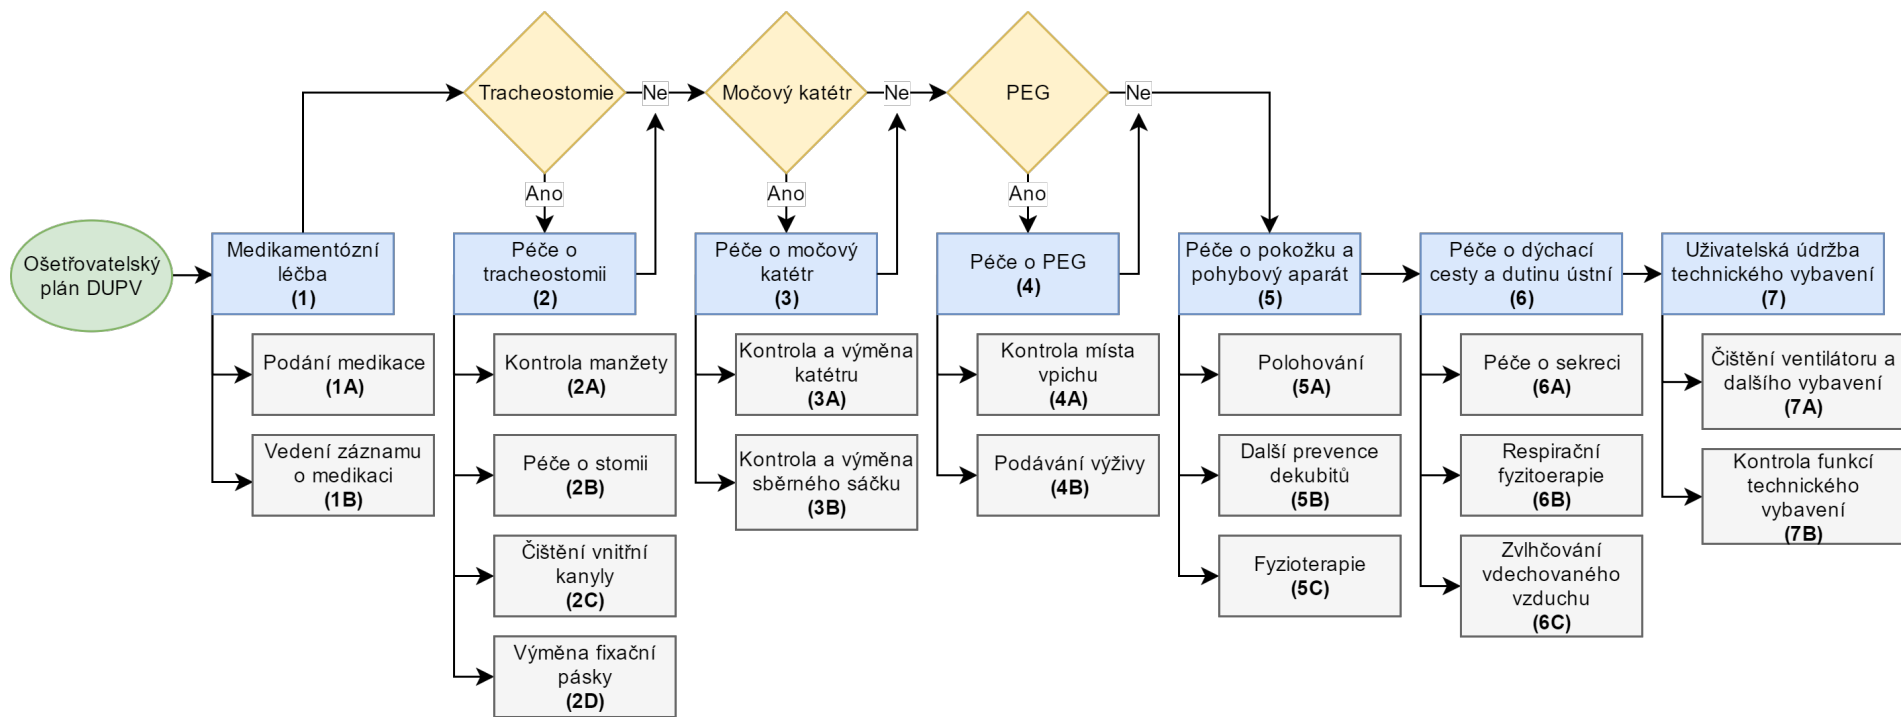 Tracheostomie
Ne
Močový katétr
Ne
PEG
Ne
Ano
Ano
Ano
Ošetřovatelský
plán DUPV
Medikamentózní
léčba
(1)
Péče o
tracheostomii
(2)
Péče o močový
katétr
(3)
Péče o PEG
(4)
Péče o pokožku a
pohybový aparát
(5)
Péče o dýchací
cesty a dutinu ústní
(6)
Uživatelská údržba
technického vybavení
(7)
Podání medikace
(1A)
Vedení záznamu
o medikaci
(1B)
Kontrola manžety
(2A)
Péče o stomii
(2B)
Čištění vnitřní
kanyly
(2C)
Výměna fixační
pásky
(2D)
Kontrola a výměna
katétru
(3A)
Kontrola a výměna
sběrného sáčku
(3B)
Kontrola místa
vpichu
(4A)
Podávání výživy
(4B)
Polohování
(5A)
Další prevence
dekubitů
(5B)
Fyzioterapie
(5C)
Péče o sekreci
(6A)
Respirační
fyzitoerapie
(6B)
Zvlhčování
vdechovaného
vzduchu
(6C)
Čištění ventilátoru a
dalšího vybavení
(7A)
Kontrola funkcí
technického
vybavení
(7B)